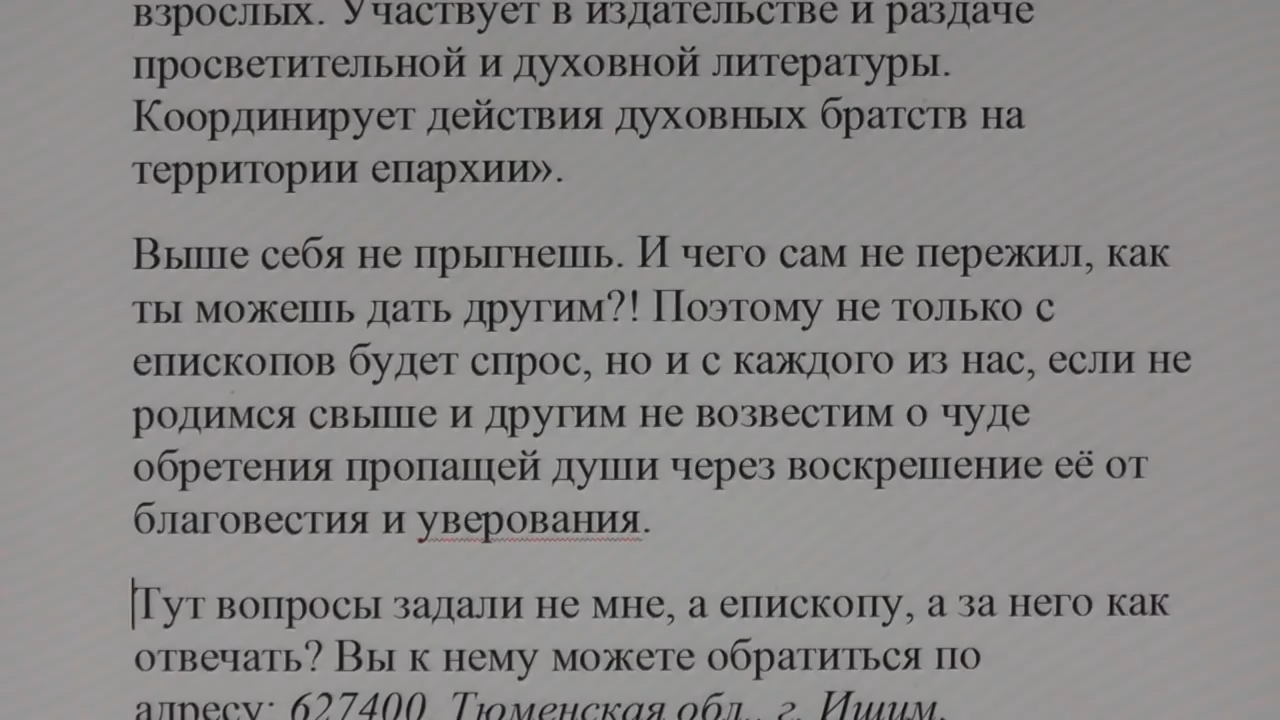 взрослых. Участвует в издательстве и раздаче
просветительной и духовной литературы.
Координирует действия духовных братств на
территории епархии».
Выше себя не прыгнешь. И чего сам не пережил, как
ты можешь дать другим?! Поэтому не только с
епископов будет спрос, но и с каждого из нас, если не
родимся свыше и другим не возвестим о чуде
обретения пропащей души через воскрешение её от
благовестия и уверования.
Тут вопросы задали не мне, а епископу, а за него как
отвечать? Вы к нему можете обратиться по
адресу: 627400, Тюменская обл., г. Ишим,